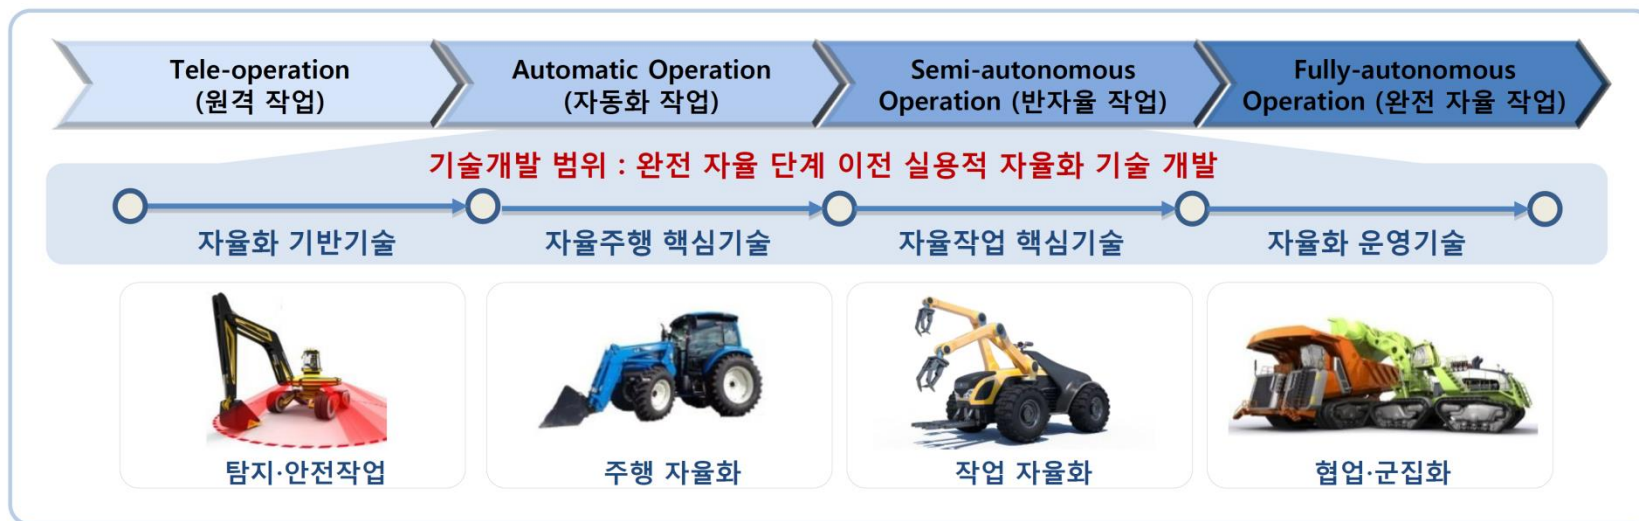 Tele-operation
(원격 작업)
Automatic Operation
(자동화 작업)
Semi-autonomous
Operation (반자율 작업)
Fully-autonomous
Operation (완전 자율 작업)
기술개발 범위 : 완전 자율 단계 이전 실용적 자율화 기술 개발
자율화 기반기술
자율주행 핵심기술
자율작업 핵심기술
자율화 운영기술
탐지·안전작업
주행 자율화
작업 자율화
협업·군집화